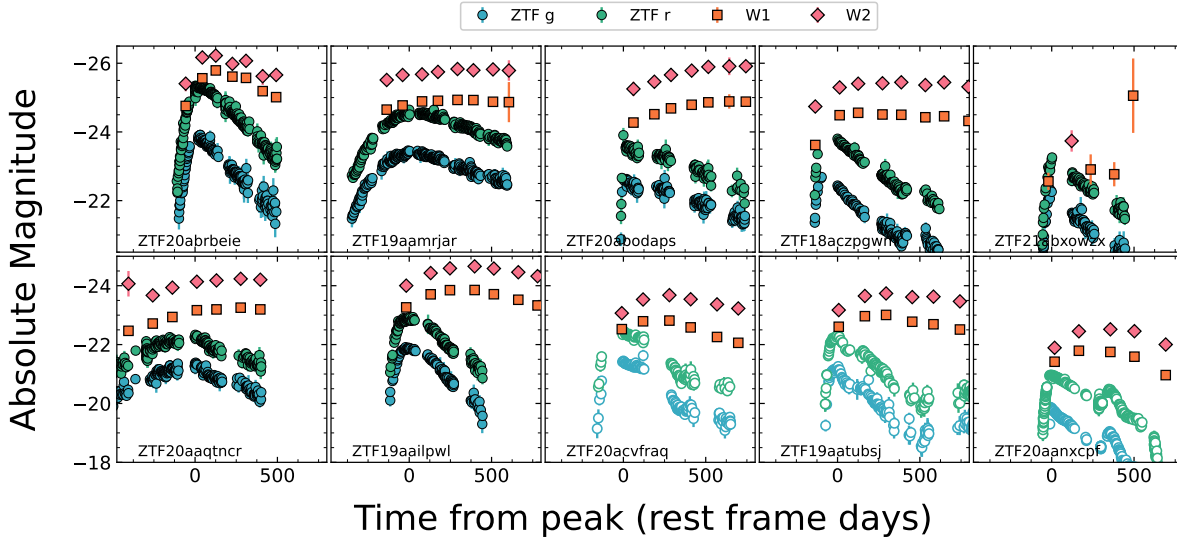 ZTF g ZTF r W1 W2
Absolute Magnitude
−26
−24
−22
ZTF20abrbeie ZTF19aamrjar ZTF20abodaps ZTF18aczpgwm ZTF21abxowzx
−24
−22
−20
−18
ZTF20aaqtncr ZTF19aailpwl ZTF20acvfraq ZTF19aatubsj ZTF20aanxcpf
0 500 0 500 0 500 0 500 0 500
Time from peak (rest frame days)